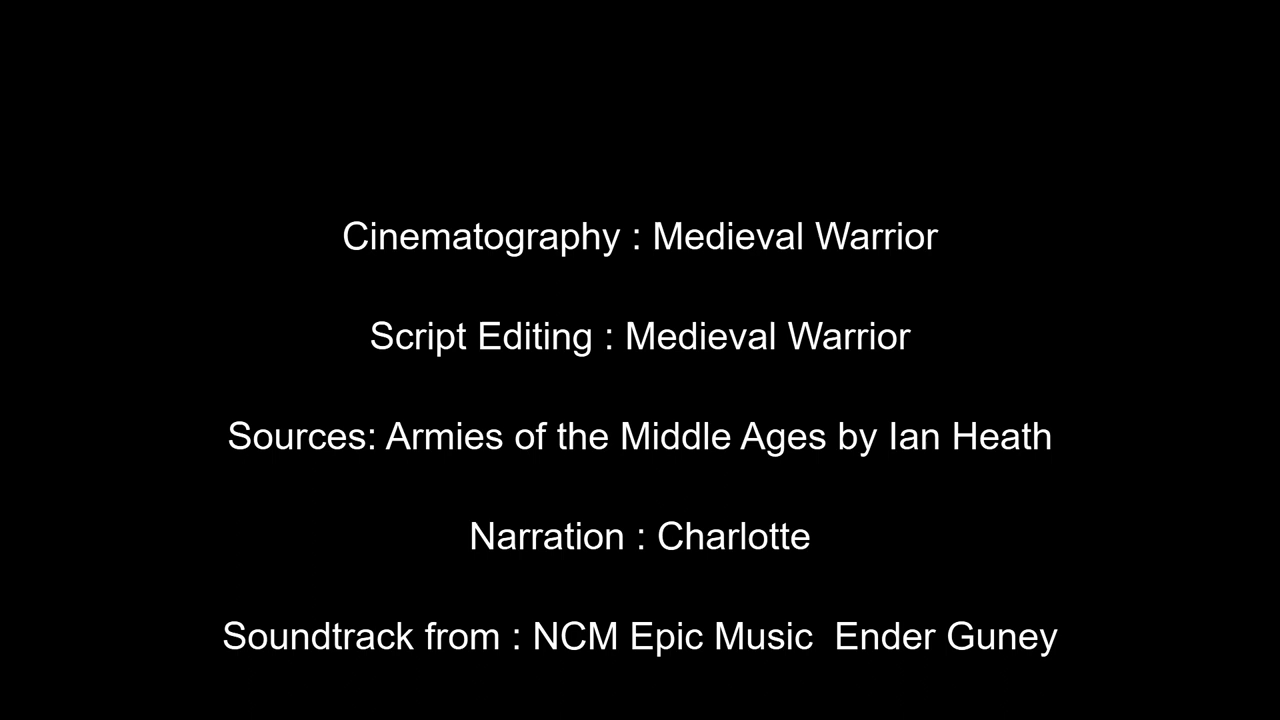 Cinematography : Medieval Warrior
Script Editing : Medieval Warrior
Sources: Armies of the Middle Ages by Ian Heath
Narration : Charlotte
Soundtrack from : NCM Epic Music  Ender Guney